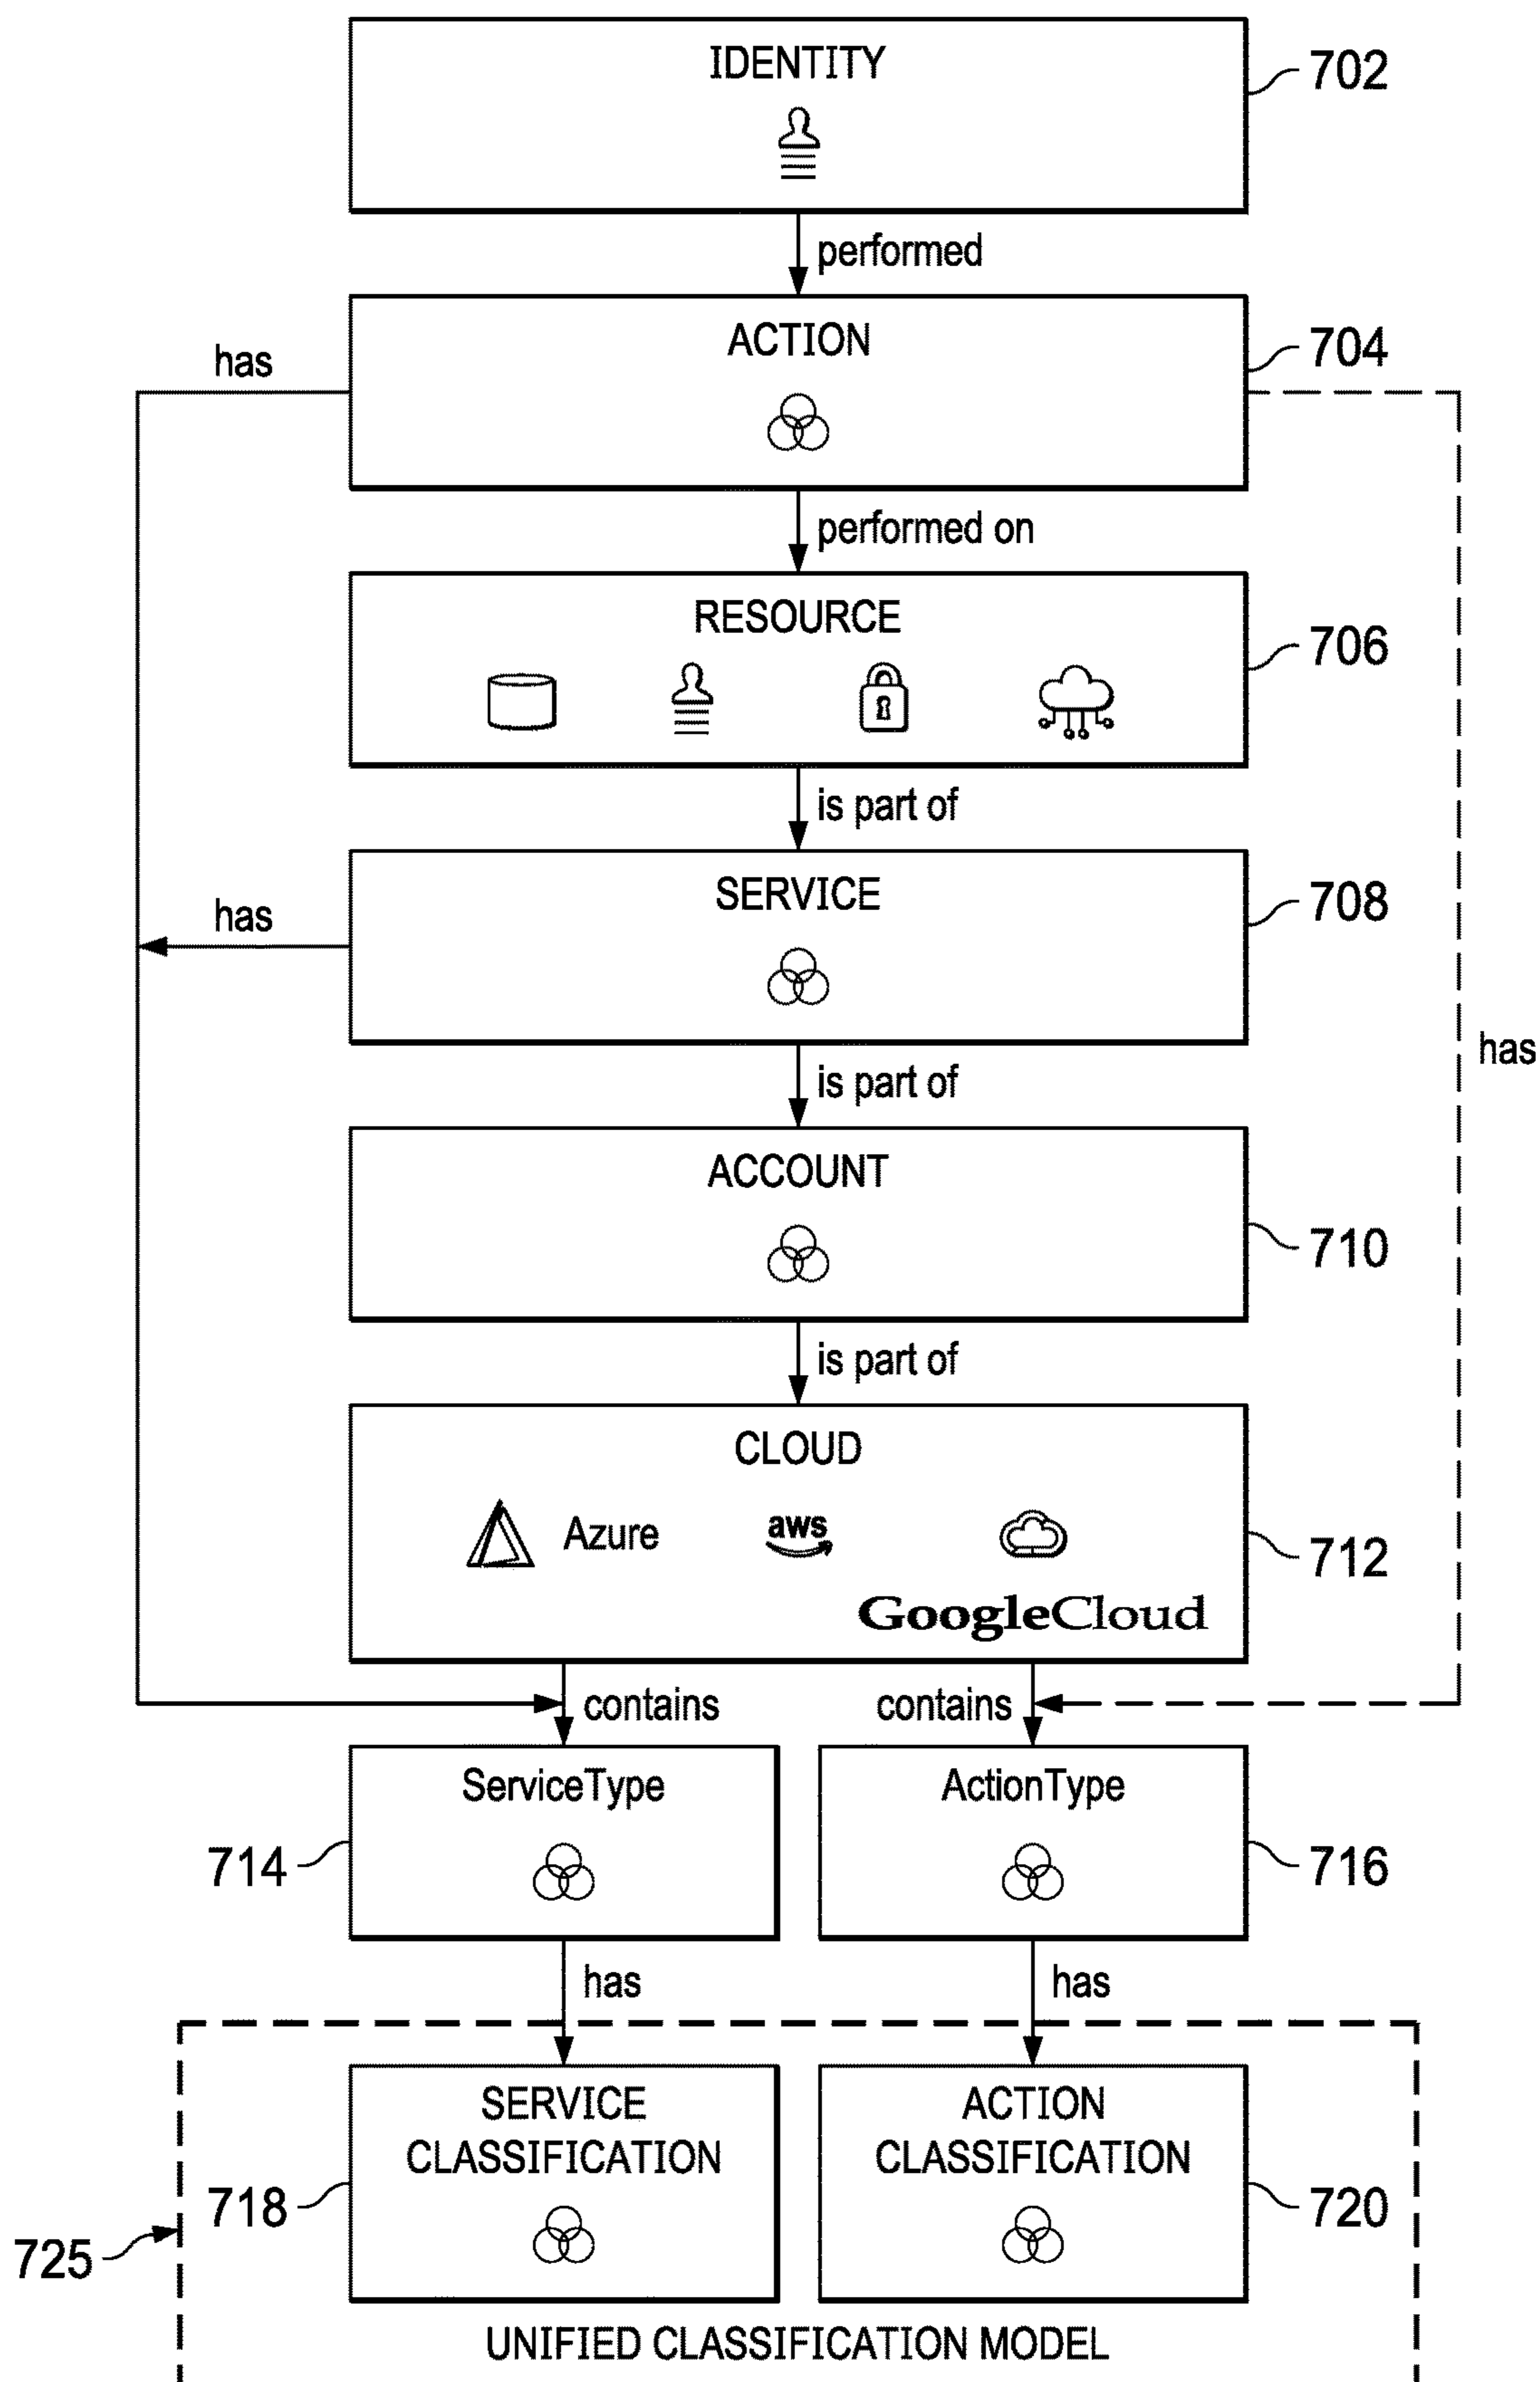 IDENTITY
702
performed
ACTION
704
has
performed on
RESOURCE
706
is part of
SERVICE
708
has
has
is part of
ACCOUNT
710
is part of
CLOUD
Azure
aws
712
GoogleCloud
contains
contains
ServiceType
ActionType
714
716
has
has
SERVICE
CLASSIFICATION
ACTION
CLASSIFICATION
718
720
725
UNIFIED CLASSIFICATION MODEL